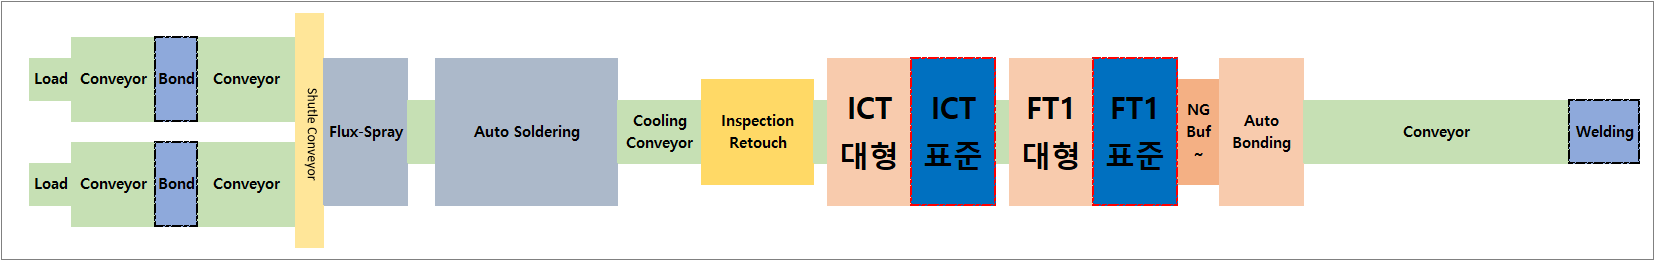 Load
Conveyor
Bond
Conveyor
Load
Conveyor
Bond
Conveyor
Shutle Conveyor
Flux-Spray
Auto Soldering
Cooling
Conveyor
Inspection
Retouch
ICT
대형
ICT
표준
FT1
대형
FT1
표준
NG
Buf
~
Auto
Bonding
Conveyor
Welding